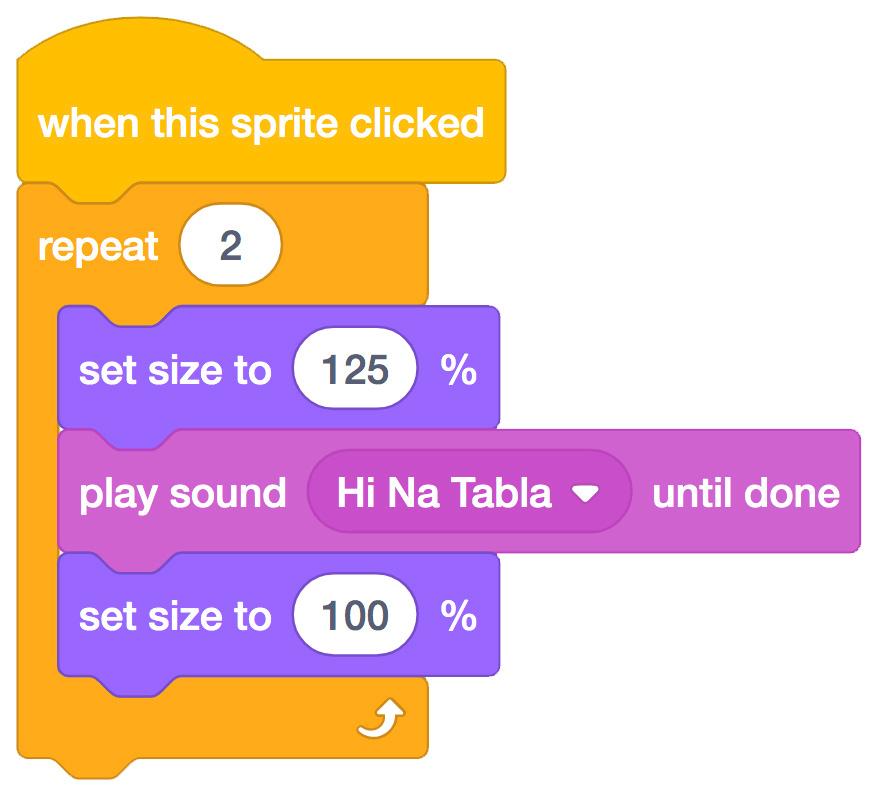 when this sprite clicked
repeat 2
set size to 125 %
play sound Hi Na Tabla until done
set size to 100 %